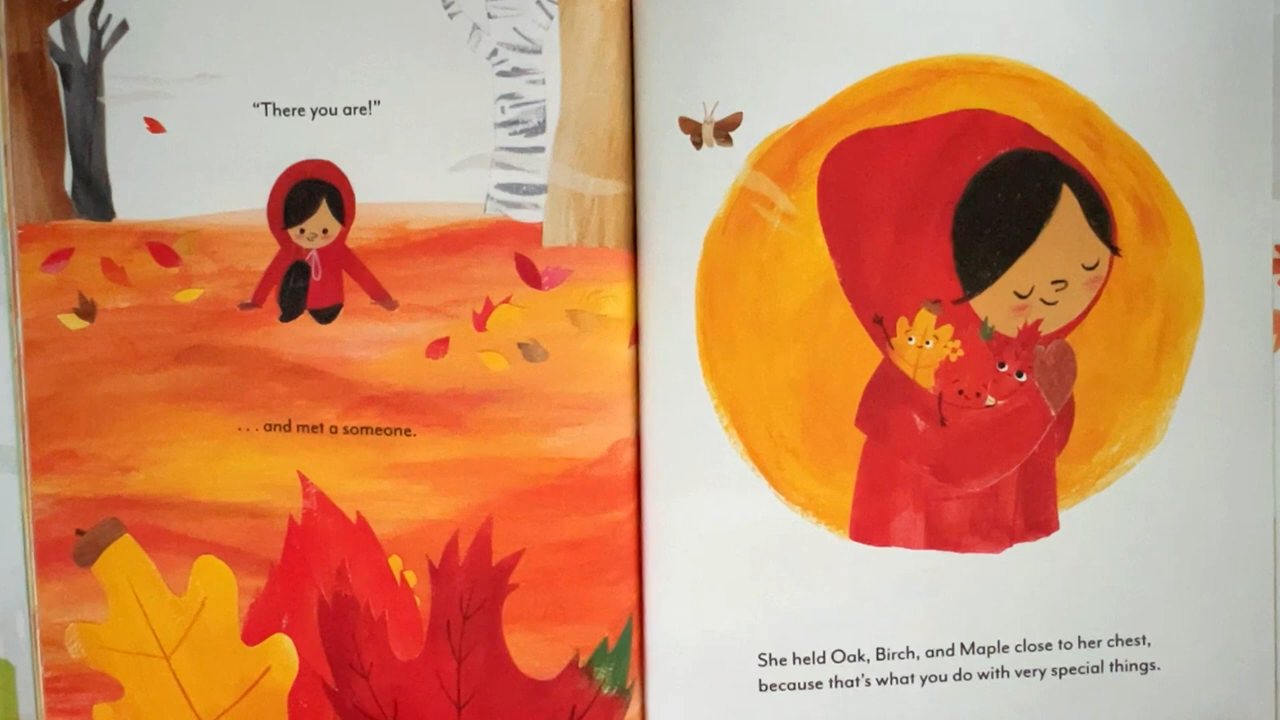 “There you are!”
. . . and met a someone.
She held Oak, Birch, and Maple close to her chest,
because that’s what you do with very special things.